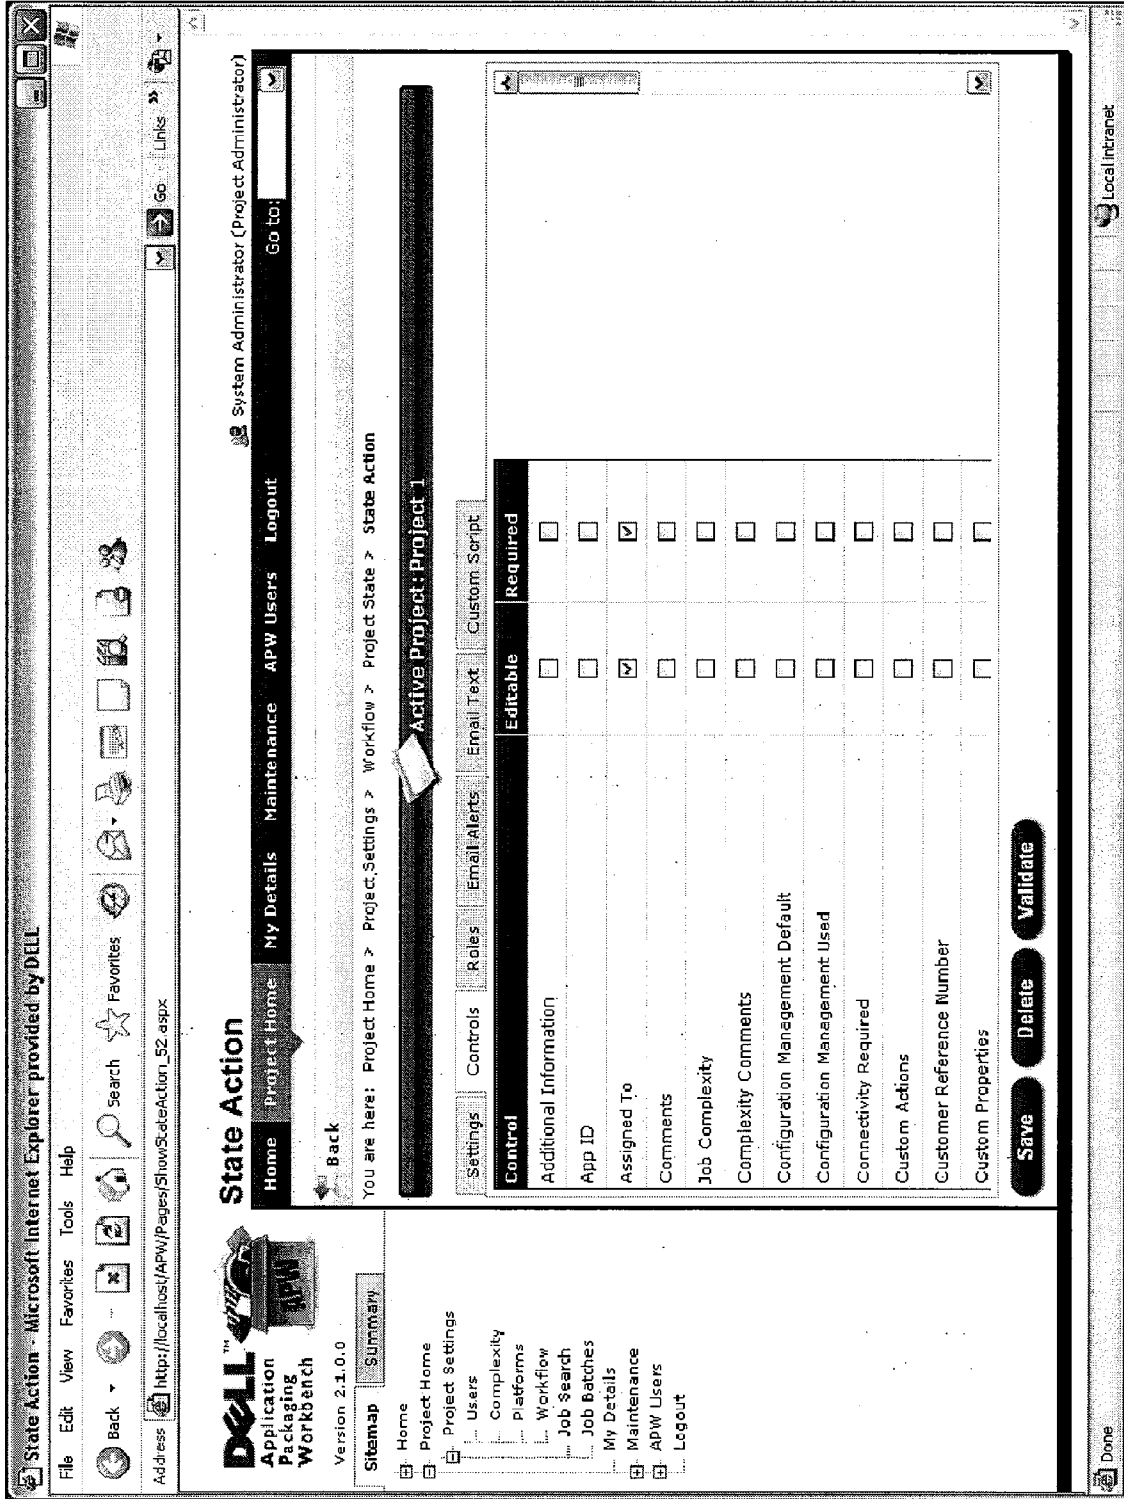 State Action - Microsoft Internet Explorer provided by DELL
File Edit View Favorites Tools Help
Back Search Favorites
Address http://localhost/APW/Pages/ShowStateAction_52.aspx Go Links »
DELL™
Application
Packaging
Workbench
APW
Version 2.1.0.0
Sitemap Summary
Home
Project Home
Project Settings
Users
Complexity
Platforms
Workflow
Job Search
Job Batches
My Details
Maintenance
APW Users
Logout
State Action
System Administrator (Project Administrator)
Home Project Home My Details Maintenance APW Users Logout Go to:
Back
You are here: Project Home > Project Settings > Workflow > Project State > State Action
Active Project: Project 1
Settings Controls Roles Email Alerts Email Text Custom Script
Control Editable Required
Additional Information
App ID
Assigned To
Comments
Job Complexity
Complexity Comments
Configuration Management Default
Configuration Management Used
Connectivity Required
Custom Actions
Customer Reference Number
Custom Properties
Save Delete Validate
Done Local intranet